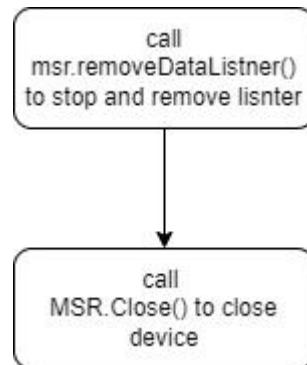 call
msr.removeDataListner()
to stop and remove lisnter
call
MSR.Close() to close
device